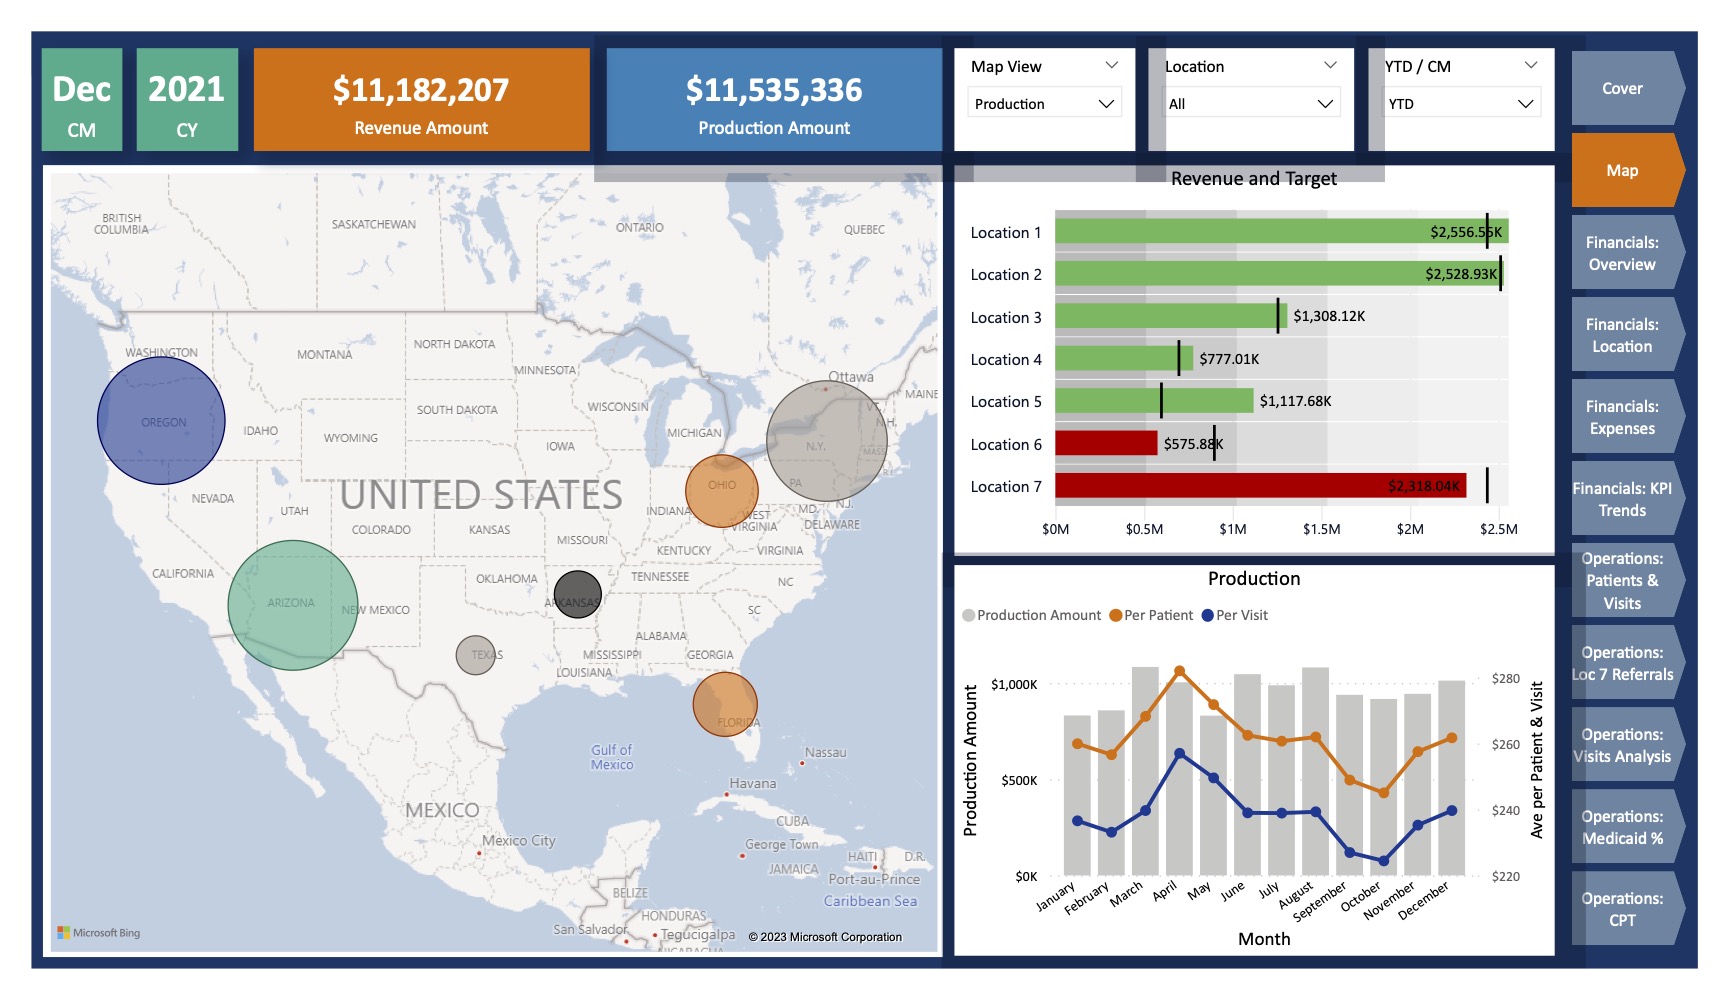 Dec
CM
2021
CY
$11,182,207
Revenue Amount
$11,535,336
Production Amount
Map View
Production
Location
All
YTD / CM
YTD
Cover
Map
Financials:
Overview
Financials:
Location
Financials:
Expenses
Financials: KPI
Trends
Operations:
Patients &
Visits
Operations:
Loc 7 Referrals
Operations:
Visits Analysis
Operations:
Medicaid %
Operations:
CPT
BRITISH
COLUMBIA
SASKATCHEWAN
ONTARIO
QUEBEC
WASHINGTON
MONTANA
NORTH DAKOTA
MINNESOTA
Ottawa
MAINE
VT.
N.H.
OREGON
IDAHO
WYOMING
SOUTH DAKOTA
WISCONSIN
MICHIGAN
N.Y.
MASS.
R.I.
IOWA
NEVADA
UTAH
UNITED STATES
OHIO
PA
N.J.
INDIANA
MD.
COLORADO
KANSAS
MISSOURI
WEST
VIRGINIA
DELAWARE
KENTUCKY
VIRGINIA
CALIFORNIA
OKLAHOMA
TENNESSEE
NC
ARIZONA
NEW MEXICO
ARKANSAS
SC
ALABAMA
TEXAS
MISSISSIPPI
GEORGIA
LOUISIANA
FLORIDA
Gulf of
Mexico
Nassau
Havana
MEXICO
CUBA
Mexico City
George Town
HAITI
D.R.
JAMAICA
Port-au-Prince
BELIZE
Caribbean Sea
HONDURAS
San Salvador
Tegucigalpa
NICARAGUA
Microsoft Bing
© 2023 Microsoft Corporation
Revenue and Target
Location 1
$2,556.55K
Location 2
$2,528.93K
Location 3
$1,308.12K
Location 4
$777.01K
Location 5
$1,117.68K
Location 6
$575.88K
Location 7
$2,318.04K
$0M
$0.5M
$1M
$1.5M
$2M
$2.5M
Production
Production Amount
Per Patient
Per Visit
Production Amount
$1,000K
$500K
$0K
$280
$260
$240
$220
Ave per Patient & Visit
January
February
March
April
May
June
July
August
September
October
November
December
Month